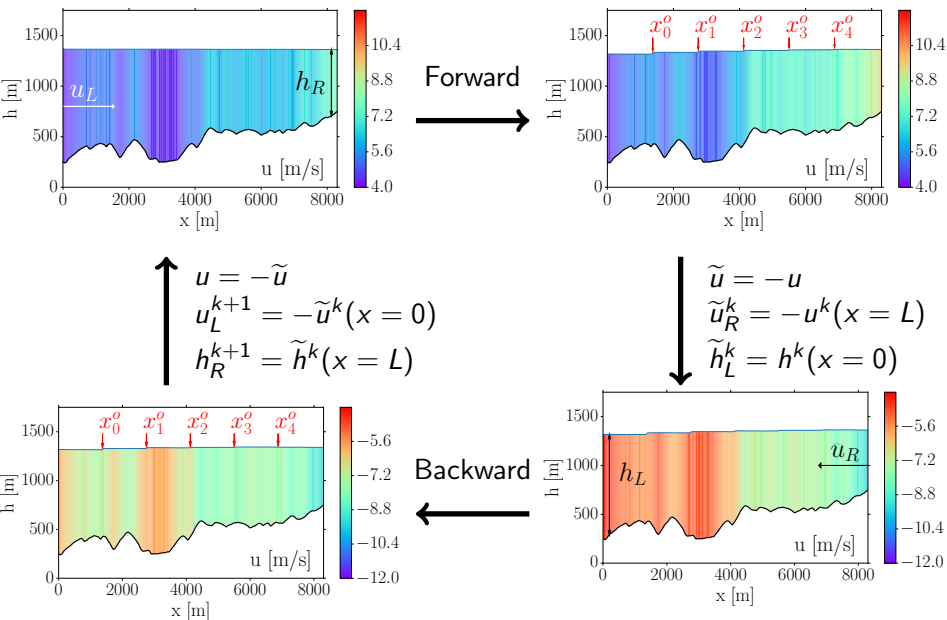 1500
1000
500
0
h [m]
u_L
h_R
u [m/s]
0 2000 4000 6000 8000
x [m]
10.4
8.8
7.2
5.6
4.0
Forward
x_0^o x_1^o x_2^o x_3^o x_4^o
1500
1000
500
0
h [m]
u [m/s]
0 2000 4000 6000 8000
x [m]
10.4
8.8
7.2
5.6
4.0
u = −ũ
u_L^{k+1} = −ũ^k(x = 0)
h_R^{k+1} = h̃^k(x = L)
ũ = −u
ũ_R^k = −u^k(x = L)
h̃_L^k = h^k(x = 0)
x_0^o x_1^o x_2^o x_3^o x_4^o
1500
1000
500
0
h [m]
u [m/s]
0 2000 4000 6000 8000
x [m]
−5.6
−7.2
−8.8
−10.4
−12.0
Backward
1500
1000
500
0
h [m]
h_L
ũ_R
u [m/s]
0 2000 4000 6000 8000
x [m]
−5.6
−7.2
−8.8
−10.4
−12.0